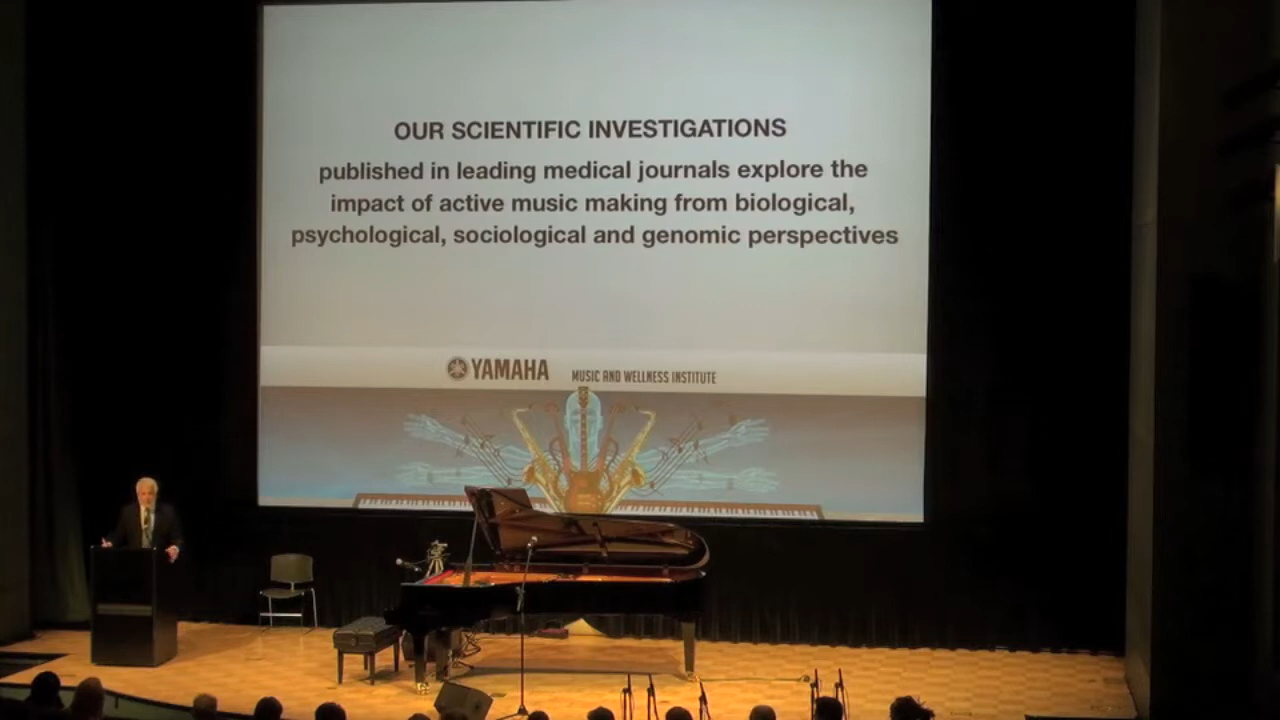 OUR SCIENTIFIC INVESTIGATIONS
published in leading medical journals explore the
impact of active music making from biological,
psychological, sociological and genomic perspectives
YAMAHA MUSIC AND WELLNESS INSTITUTE